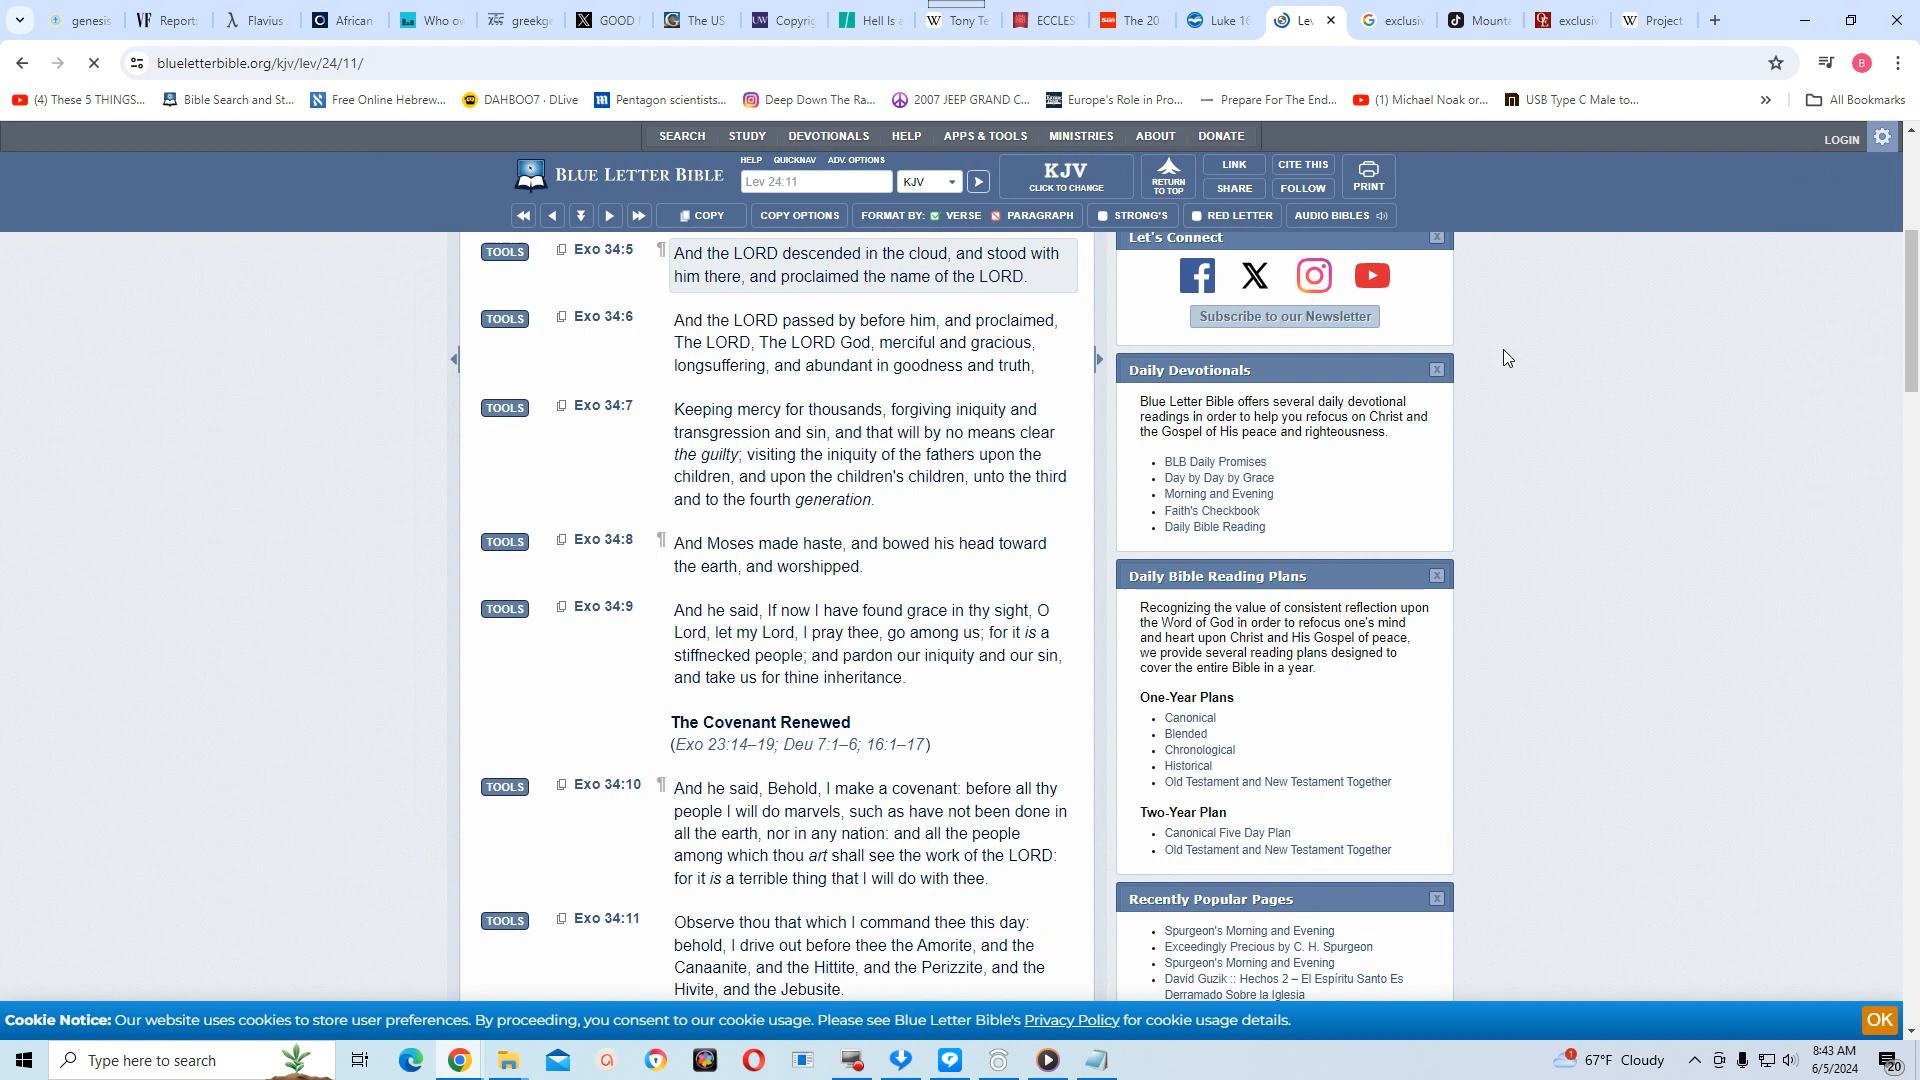 genesis
VF Report:
Flavius
African
Who ow
greekge
GOOD
The US
UW Copyrig
Hell Is a
W Tony Te
ECCLES
The 20
Luke 16
Lev
exclusiv
Mounta
exclusiv
W Project
blueletterbible.org/kjv/lev/24/11/
B
(4) These 5 THINGS...
Bible Search and St...
Free Online Hebrew...
DAHBOO7 · DLive
Pentagon scientists...
Deep Down The Ra...
2007 JEEP GRAND C...
Europe's Role in Pro...
Prepare For The End...
(1) Michael Noak or...
USB Type C Male to...
All Bookmarks
SEARCH STUDY DEVOTIONALS HELP APPS & TOOLS MINISTRIES ABOUT DONATE
LOGIN
BLUE LETTER BIBLE
HELP QUICKNAV ADV. OPTIONS
Lev 24:11
KJV
KJV
CLICK TO CHANGE
RETURN
TO TOP
LINK
CITE THIS
SHARE
FOLLOW
PRINT
COPY
COPY OPTIONS
FORMAT BY: VERSE PARAGRAPH
STRONG'S
RED LETTER
AUDIO BIBLES
TOOLS Exo 34:5 ¶ And the LORD descended in the cloud, and stood with
him there, and proclaimed the name of the LORD.
TOOLS Exo 34:6 And the LORD passed by before him, and proclaimed,
The LORD, The LORD God, merciful and gracious,
longsuffering, and abundant in goodness and truth,
TOOLS Exo 34:7 Keeping mercy for thousands, forgiving iniquity and
transgression and sin, and that will by no means clear
the guilty; visiting the iniquity of the fathers upon the
children, and upon the children's children, unto the third
and to the fourth generation.
TOOLS Exo 34:8 ¶ And Moses made haste, and bowed his head toward
the earth, and worshipped.
TOOLS Exo 34:9 And he said, If now I have found grace in thy sight, O
Lord, let my Lord, I pray thee, go among us; for it is a
stiffnecked people; and pardon our iniquity and our sin,
and take us for thine inheritance.
The Covenant Renewed
(Exo 23:14–19; Deu 7:1–6; 16:1–17)
TOOLS Exo 34:10 ¶ And he said, Behold, I make a covenant: before all thy
people I will do marvels, such as have not been done in
all the earth, nor in any nation: and all the people
among which thou art shall see the work of the LORD:
for it is a terrible thing that I will do with thee.
TOOLS Exo 34:11 Observe thou that which I command thee this day:
behold, I drive out before thee the Amorite, and the
Canaanite, and the Hittite, and the Perizzite, and the
Hivite, and the Jebusite.
Let's Connect
Subscribe to our Newsletter
Daily Devotionals
Blue Letter Bible offers several daily devotional
readings in order to help you refocus on Christ and
the Gospel of His peace and righteousness.
BLB Daily Promises
Day by Day by Grace
Morning and Evening
Faith's Checkbook
Daily Bible Reading
Daily Bible Reading Plans
Recognizing the value of consistent reflection upon
the Word of God in order to refocus one's mind
and heart upon Christ and His Gospel of peace,
we provide several reading plans designed to
cover the entire Bible in a year.
One-Year Plans
Canonical
Blended
Chronological
Historical
Old Testament and New Testament Together
Two-Year Plan
Canonical Five Day Plan
Old Testament and New Testament Together
Recently Popular Pages
Spurgeon's Morning and Evening
Exceedingly Precious by C. H. Spurgeon
Spurgeon's Morning and Evening
David Guzik :: Hechos 2 – El Espíritu Santo Es
Derramado Sobre la Iglesia
Cookie Notice: Our website uses cookies to store user preferences. By proceeding, you consent to our cookie usage. Please see Blue Letter Bible's Privacy Policy for cookie usage details.
OK
Type here to search
1
67°F Cloudy
8:43 AM
6/5/2024
20